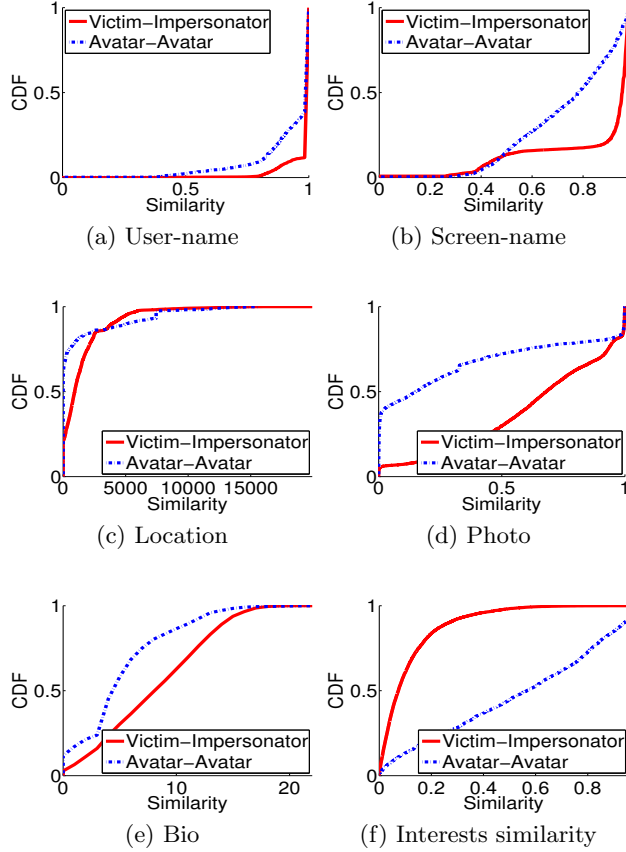 1
Victim−Impersonator
Avatar−Avatar
CDF
0.5
0
0
0.5
1
Similarity
(a) User-name
1
Victim−Impersonator
Avatar−Avatar
CDF
0.5
0
0
0.2
0.4
0.6
0.8
Similarity
(b) Screen-name
1
CDF
0.5
Victim−Impersonator
Avatar−Avatar
0
0
5000
10000
15000
Similarity
(c) Location
1
CDF
0.5
Victim−Impersonator
Avatar−Avatar
0
0
0.5
1
Similarity
(d) Photo
1
CDF
0.5
Victim−Impersonator
Avatar−Avatar
0
0
10
20
Similarity
(e) Bio
1
CDF
0.5
Victim−Impersonator
Avatar−Avatar
0
0
0.2
0.4
0.6
0.8
Similarity
(f) Interests similarity